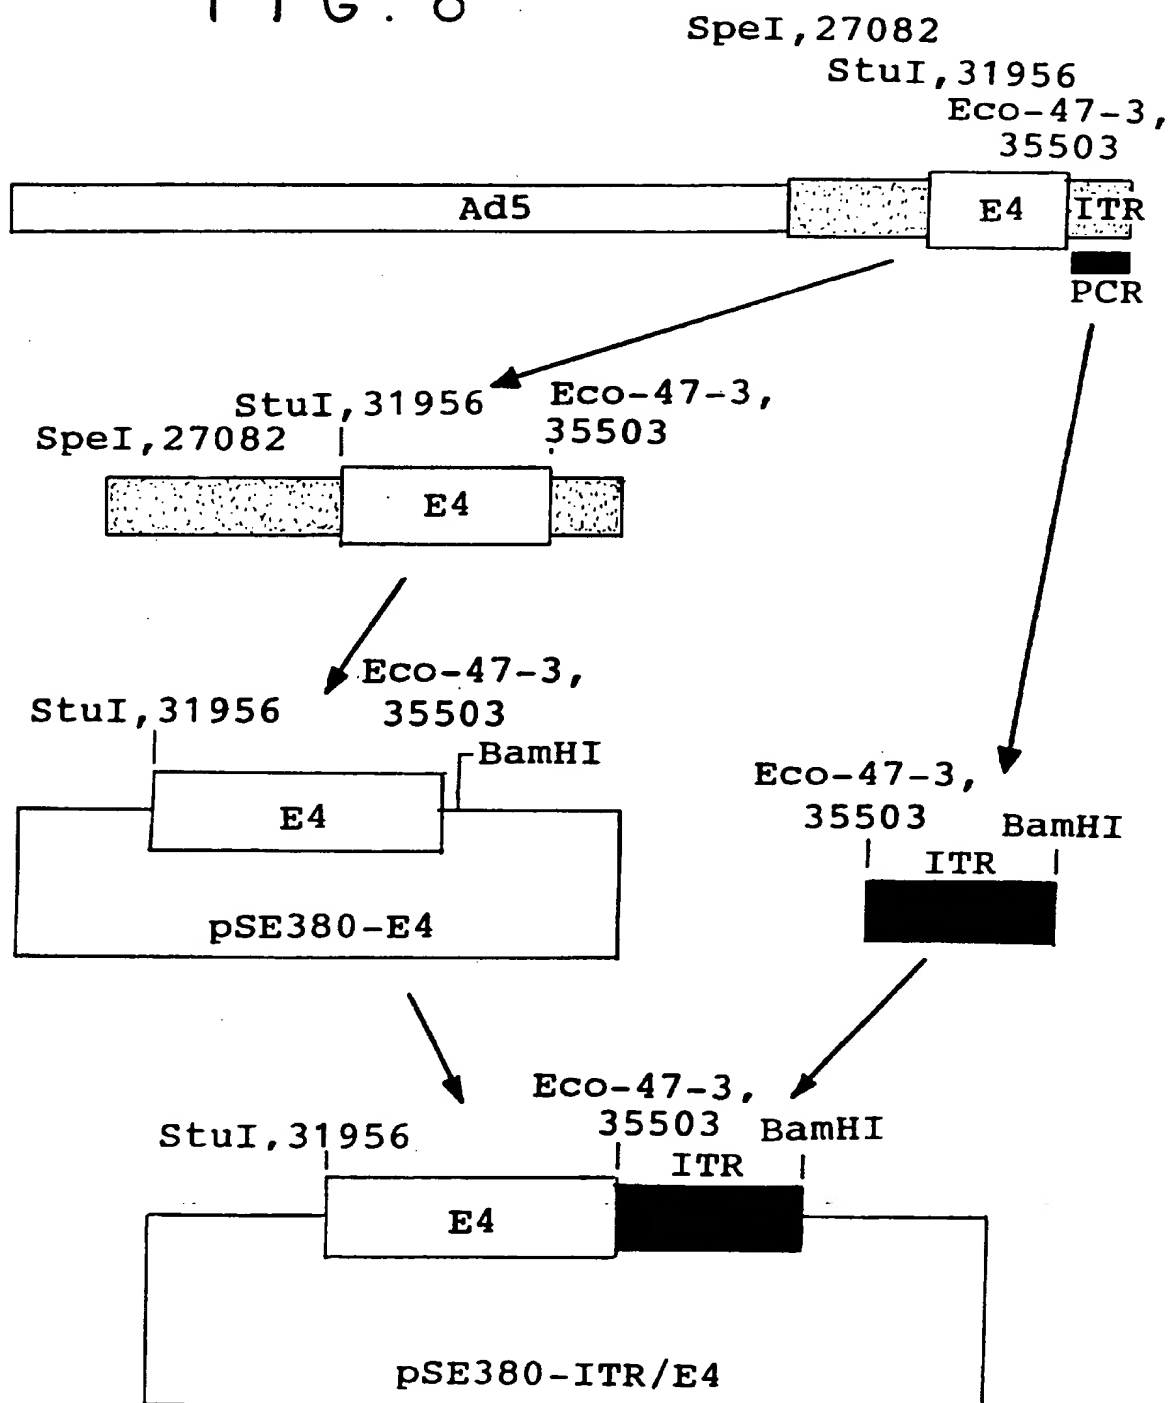 FIG. 8
SpeI,27082
StuI,31956
Eco-47-3,
35503
Ad5
E4
ITR
PCR
StuI,31956
Eco-47-3,
35503
SpeI,27082
E4
Eco-47-3,
35503
StuI,31956
BamHI
E4
pSE380-E4
Eco-47-3,
35503
BamHI
ITR
Eco-47-3,
35503
BamHI
StuI,31956
ITR
E4
pSE380-ITR/E4